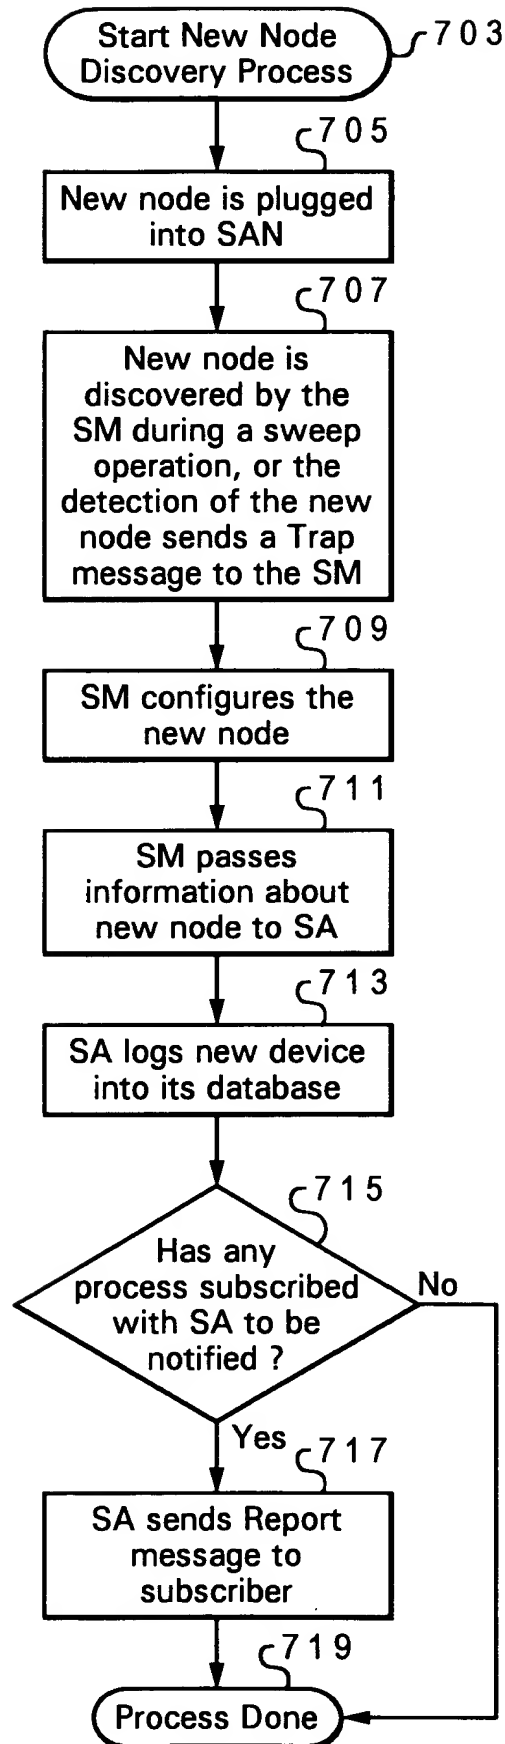 Start New Node
Discovery Process
703
705
New node is plugged
into SAN
707
New node is
discovered by the
SM during a sweep
operation, or the
detection of the new
node sends a Trap
message to the SM
709
SM configures the
new node
711
SM passes
information about
new node to SA
713
SA logs new device
into its database
715
Has any
process subscribed
with SA to be
notified ?
No
Yes
717
SA sends Report
message to
subscriber
719
Process Done